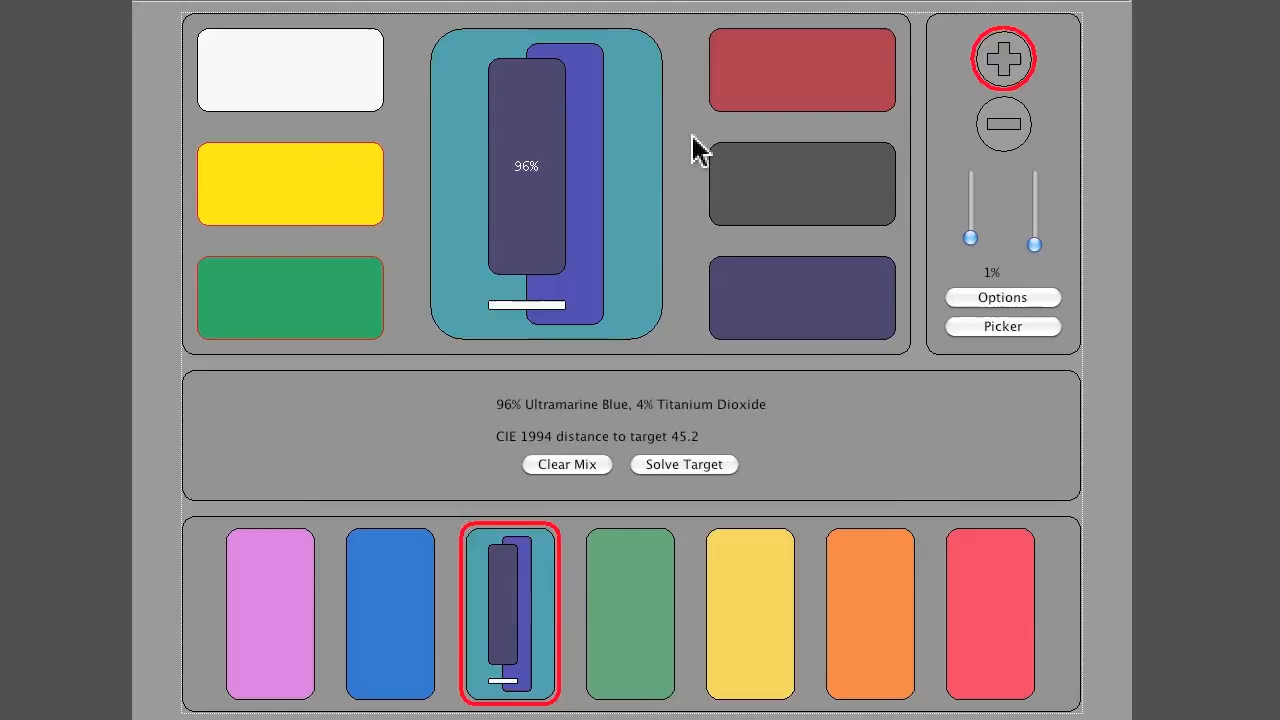 96%
1%
Options
Picker
96% Ultramarine Blue, 4% Titanium Dioxide
CIE 1994 distance to target 45.2
Clear Mix
Solve Target